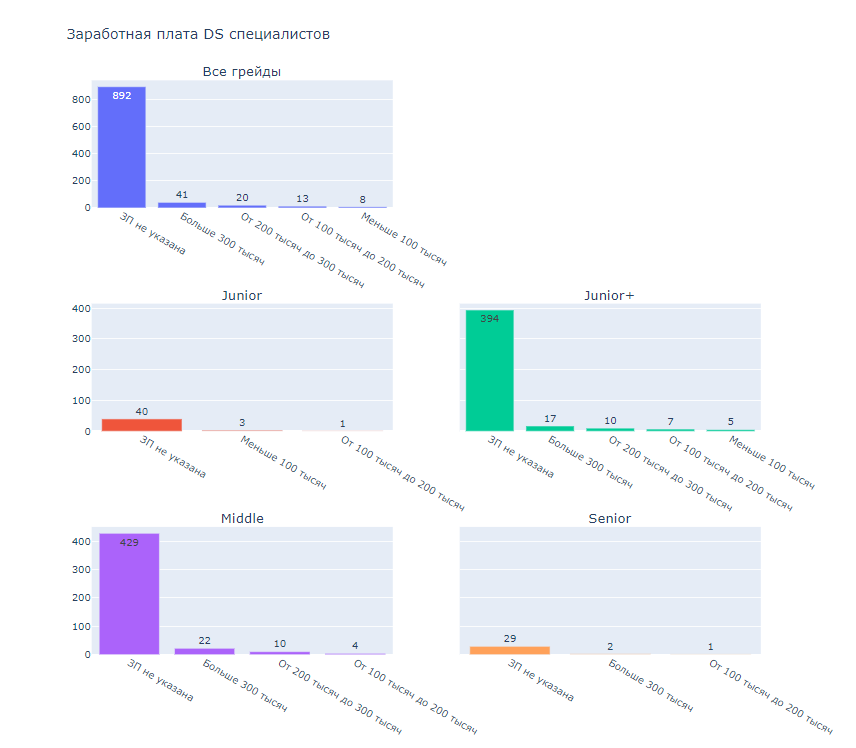 Заработная плата DS специалистов
Все грейды
800
600
400
200
0
892
41
20
13
8
ЗП не указана
Больше 300 тысяч
От 200 тысяч до 300 тысяч
От 100 тысяч до 200 тысяч
Меньше 100 тысяч
Junior
400
300
200
100
0
40
3
1
ЗП не указана
Меньше 100 тысяч
От 100 тысяч до 200 тысяч
Junior+
394
17
10
7
5
ЗП не указана
Больше 300 тысяч
От 200 тысяч до 300 тысяч
От 100 тысяч до 200 тысяч
Меньше 100 тысяч
Middle
400
300
200
100
0
429
22
10
4
ЗП не указана
Больше 300 тысяч
От 200 тысяч до 300 тысяч
От 100 тысяч до 200 тысяч
Senior
29
2
1
ЗП не указана
Больше 300 тысяч
От 100 тысяч до 200 тысяч